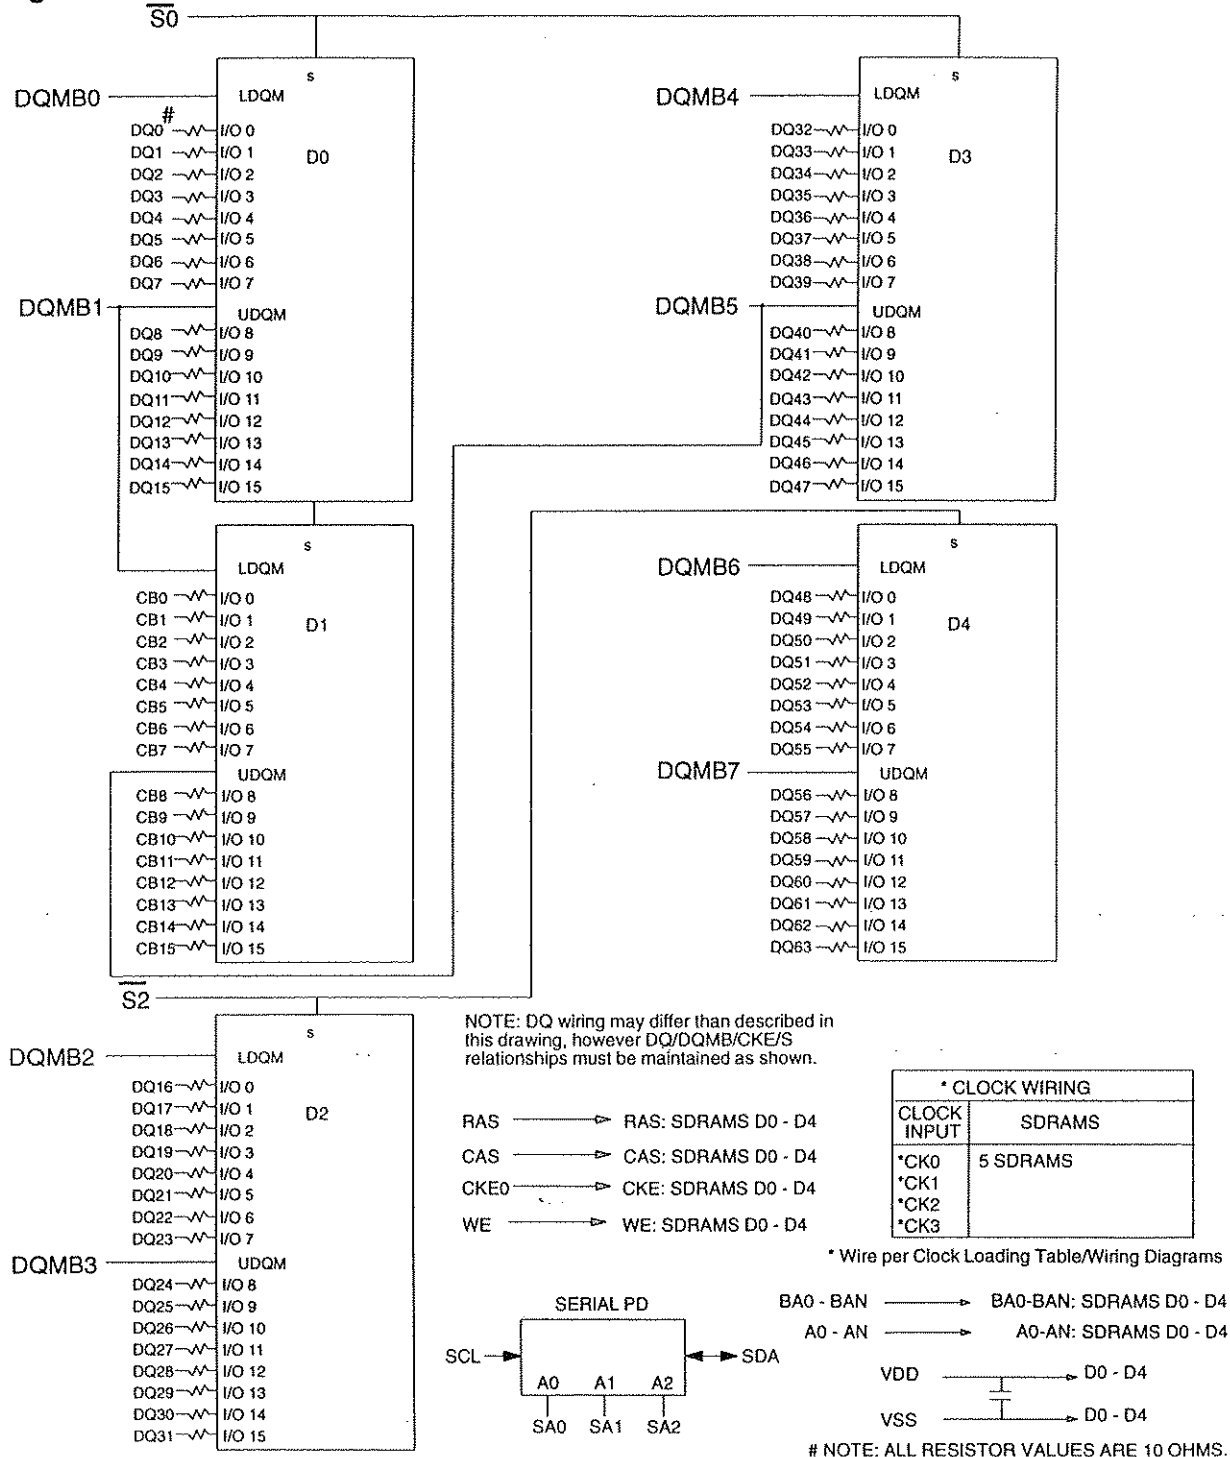 S0
s
DQMB0
LDQM
#
DQ0
I/O 0
DQ1
I/O 1
D0
DQ2
I/O 2
DQ3
I/O 3
DQ4
I/O 4
DQ5
I/O 5
DQ6
I/O 6
DQ7
I/O 7
DQMB1
UDQM
DQ8
I/O 8
DQ9
I/O 9
DQ10
I/O 10
DQ11
I/O 11
DQ12
I/O 12
DQ13
I/O 13
DQ14
I/O 14
DQ15
I/O 15
s
LDQM
CB0
I/O 0
CB1
I/O 1
D1
CB2
I/O 2
CB3
I/O 3
CB4
I/O 4
CB5
I/O 5
CB6
I/O 6
CB7
I/O 7
UDQM
CB8
I/O 8
CB9
I/O 9
CB10
I/O 10
CB11
I/O 11
CB12
I/O 12
CB13
I/O 13
CB14
I/O 14
CB15
I/O 15
S2
s
DQMB2
LDQM
DQ16
I/O 0
DQ17
I/O 1
D2
DQ18
I/O 2
DQ19
I/O 3
DQ20
I/O 4
DQ21
I/O 5
DQ22
I/O 6
DQ23
I/O 7
DQMB3
UDQM
DQ24
I/O 8
DQ25
I/O 9
DQ26
I/O 10
DQ27
I/O 11
DQ28
I/O 12
DQ29
I/O 13
DQ30
I/O 14
DQ31
I/O 15
s
DQMB4
LDQM
DQ32
I/O 0
DQ33
I/O 1
D3
DQ34
I/O 2
DQ35
I/O 3
DQ36
I/O 4
DQ37
I/O 5
DQ38
I/O 6
DQ39
I/O 7
DQMB5
UDQM
DQ40
I/O 8
DQ41
I/O 9
DQ42
I/O 10
DQ43
I/O 11
DQ44
I/O 12
DQ45
I/O 13
DQ46
I/O 14
DQ47
I/O 15
s
DQMB6
LDQM
DQ48
I/O 0
DQ49
I/O 1
D4
DQ50
I/O 2
DQ51
I/O 3
DQ52
I/O 4
DQ53
I/O 5
DQ54
I/O 6
DQ55
I/O 7
DQMB7
UDQM
DQ56
I/O 8
DQ57
I/O 9
DQ58
I/O 10
DQ59
I/O 11
DQ60
I/O 12
DQ61
I/O 13
DQ62
I/O 14
DQ63
I/O 15
NOTE: DQ wiring may differ than described in
this drawing, however DQ/DQMB/CKE/S
relationships must be maintained as shown.
RAS
RAS: SDRAMS D0 - D4
CAS
CAS: SDRAMS D0 - D4
CKE0
CKE: SDRAMS D0 - D4
WE
WE: SDRAMS D0 - D4
* CLOCK WIRING
CLOCK
INPUT
SDRAMS
*CK0
5 SDRAMS
*CK1
*CK2
*CK3
* Wire per Clock Loading Table/Wiring Diagrams
SERIAL PD
SCL
SDA
A0 A1 A2
SA0 SA1 SA2
BA0 - BAN
BA0-BAN: SDRAMS D0 - D4
A0 - AN
A0-AN: SDRAMS D0 - D4
VDD
D0 - D4
VSS
D0 - D4
# NOTE: ALL RESISTOR VALUES ARE 10 OHMS.